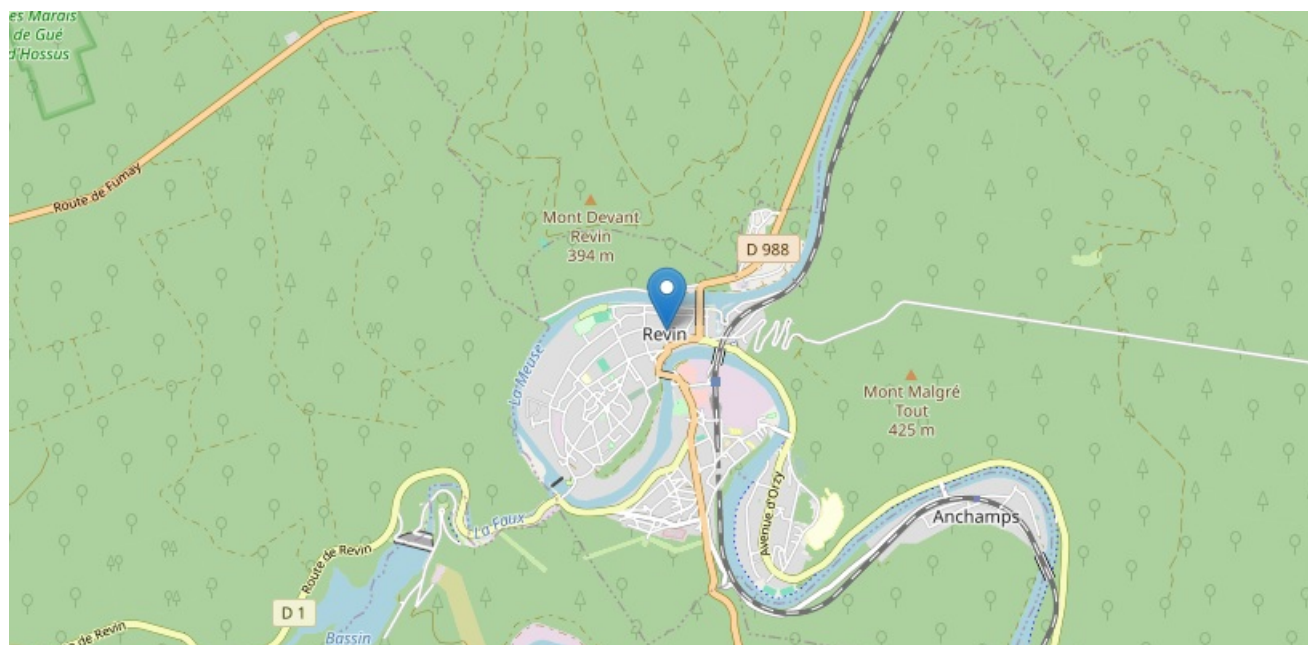 es Marais
de Gué
d'Hossus
Route de Fumay
Mont Devant
Revin
394 m
D 988
Revin
La Meuse
Mont Malgré
Tout
425 m
Avenue d'Orzy
Anchamps
La Faux
Route de Revin
D 1
de Revin
Bassin